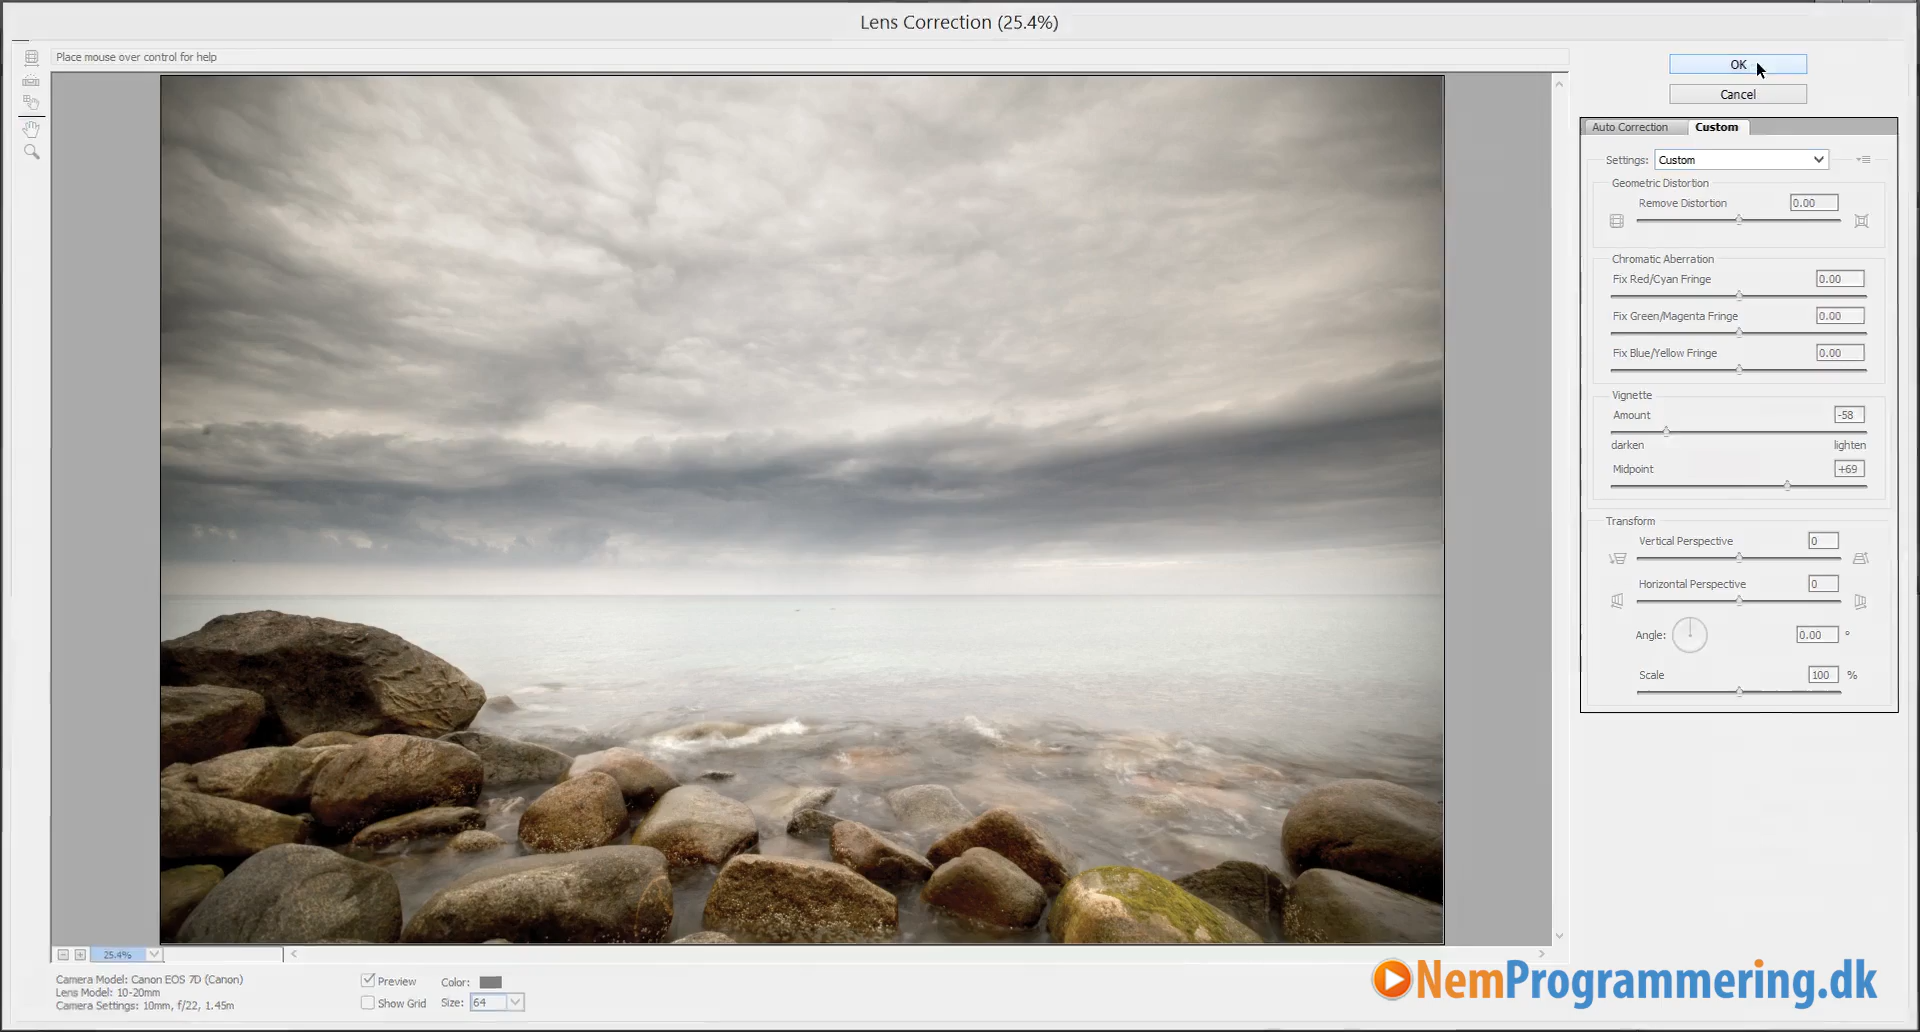 Lens Correction (25.4%)
Place mouse over control for help
OK
Cancel
Auto Correction Custom
Settings: Custom
Geometric Distortion
Remove Distortion 0.00
Chromatic Aberration
Fix Red/Cyan Fringe 0.00
Fix Green/Magenta Fringe 0.00
Fix Blue/Yellow Fringe 0.00
Vignette
Amount -58
darken lighten
Midpoint +69
Transform
Vertical Perspective 0
Horizontal Perspective 0
Angle: 0.00 °
Scale 100 %
25.4%
Camera Model: Canon EOS 7D (Canon)
Lens Model: 10-20mm
Camera Settings: 10mm, f/22, 1.45m
Preview Color:
Show Grid Size: 64
NemProgrammering.dk